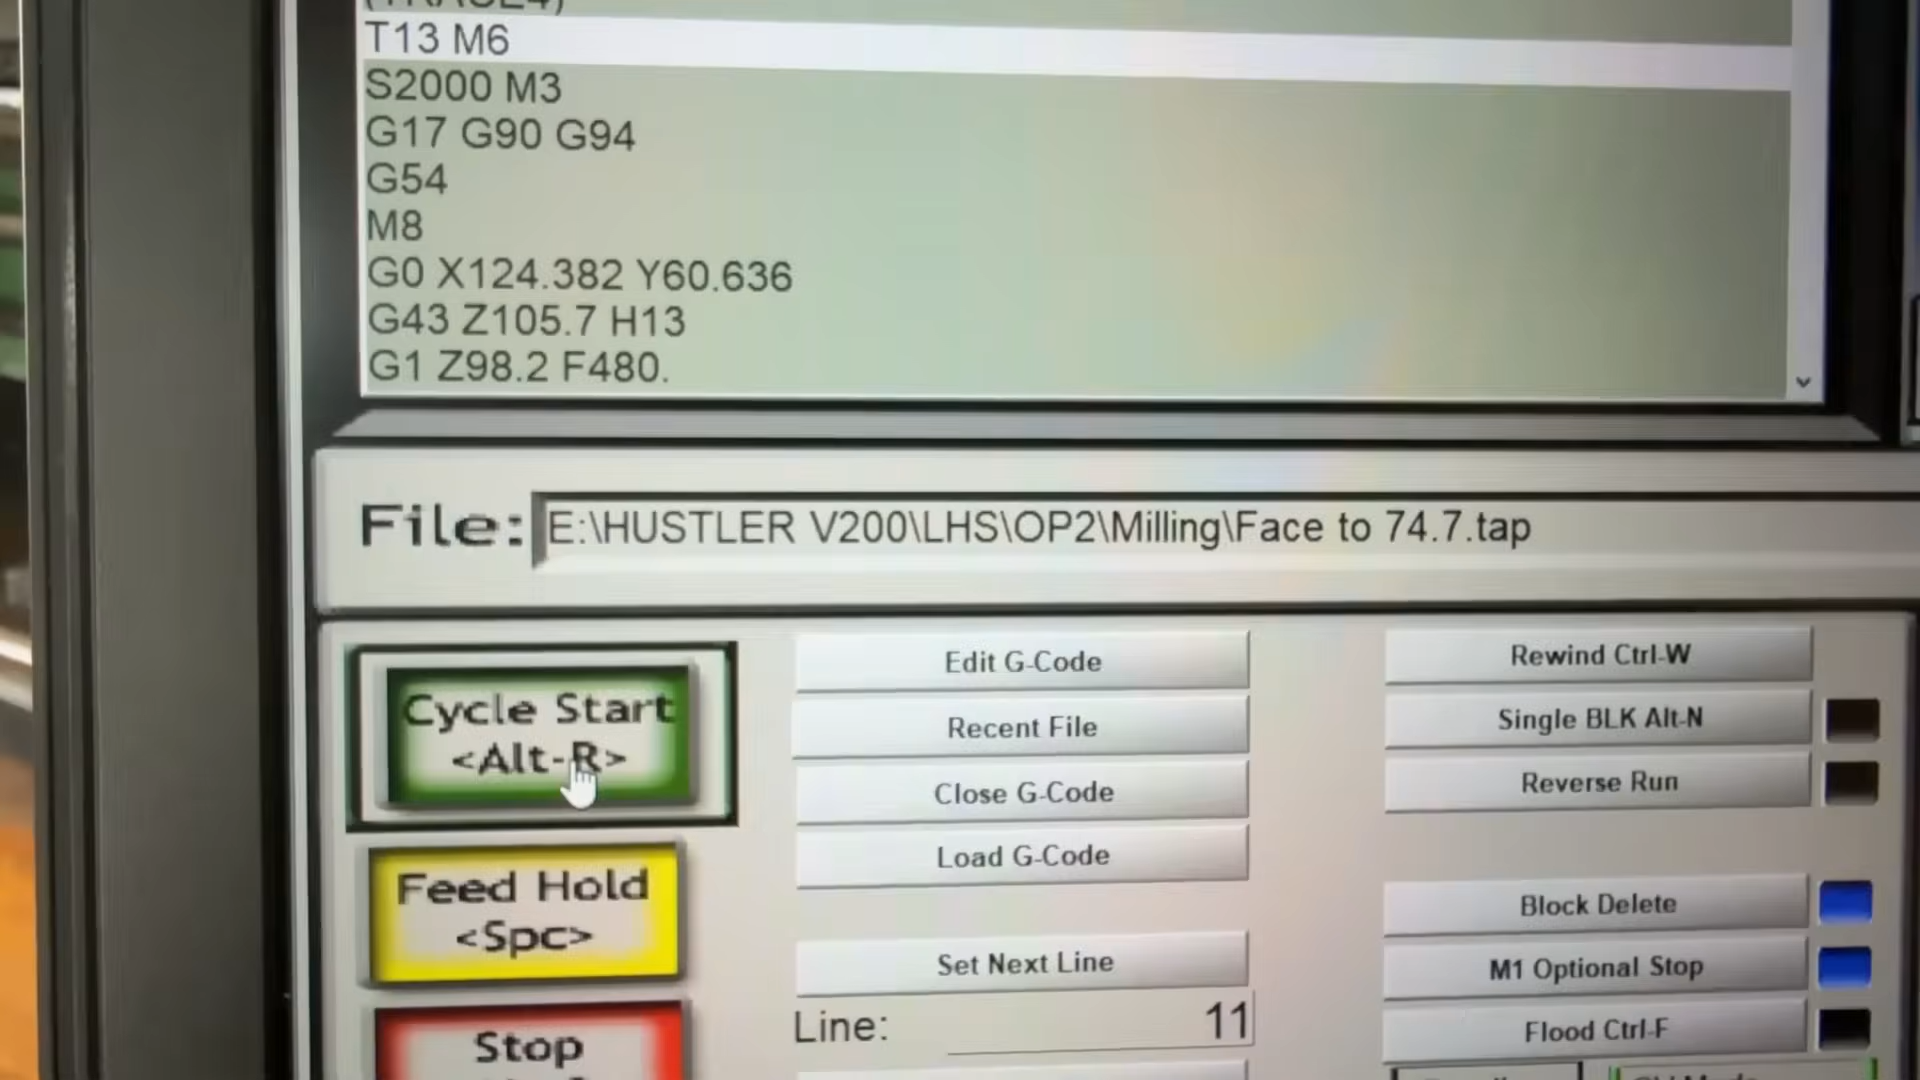 T13 M6
S2000 M3
G17 G90 G94
G54
M8
G0 X124.382 Y60.636
G43 Z105.7 H13
G1 Z98.2 F480.
File: E:\HUSTLER V200\LHS\OP2\Milling\Face to 74.7.tap
Cycle Start
<Alt-R>
Feed Hold
<Spc>
Stop
Edit G-Code
Recent File
Close G-Code
Load G-Code
Set Next Line
Line: 11
Rewind Ctrl-W
Single BLK Alt-N
Reverse Run
Block Delete
M1 Optional Stop
Flood Ctrl-F